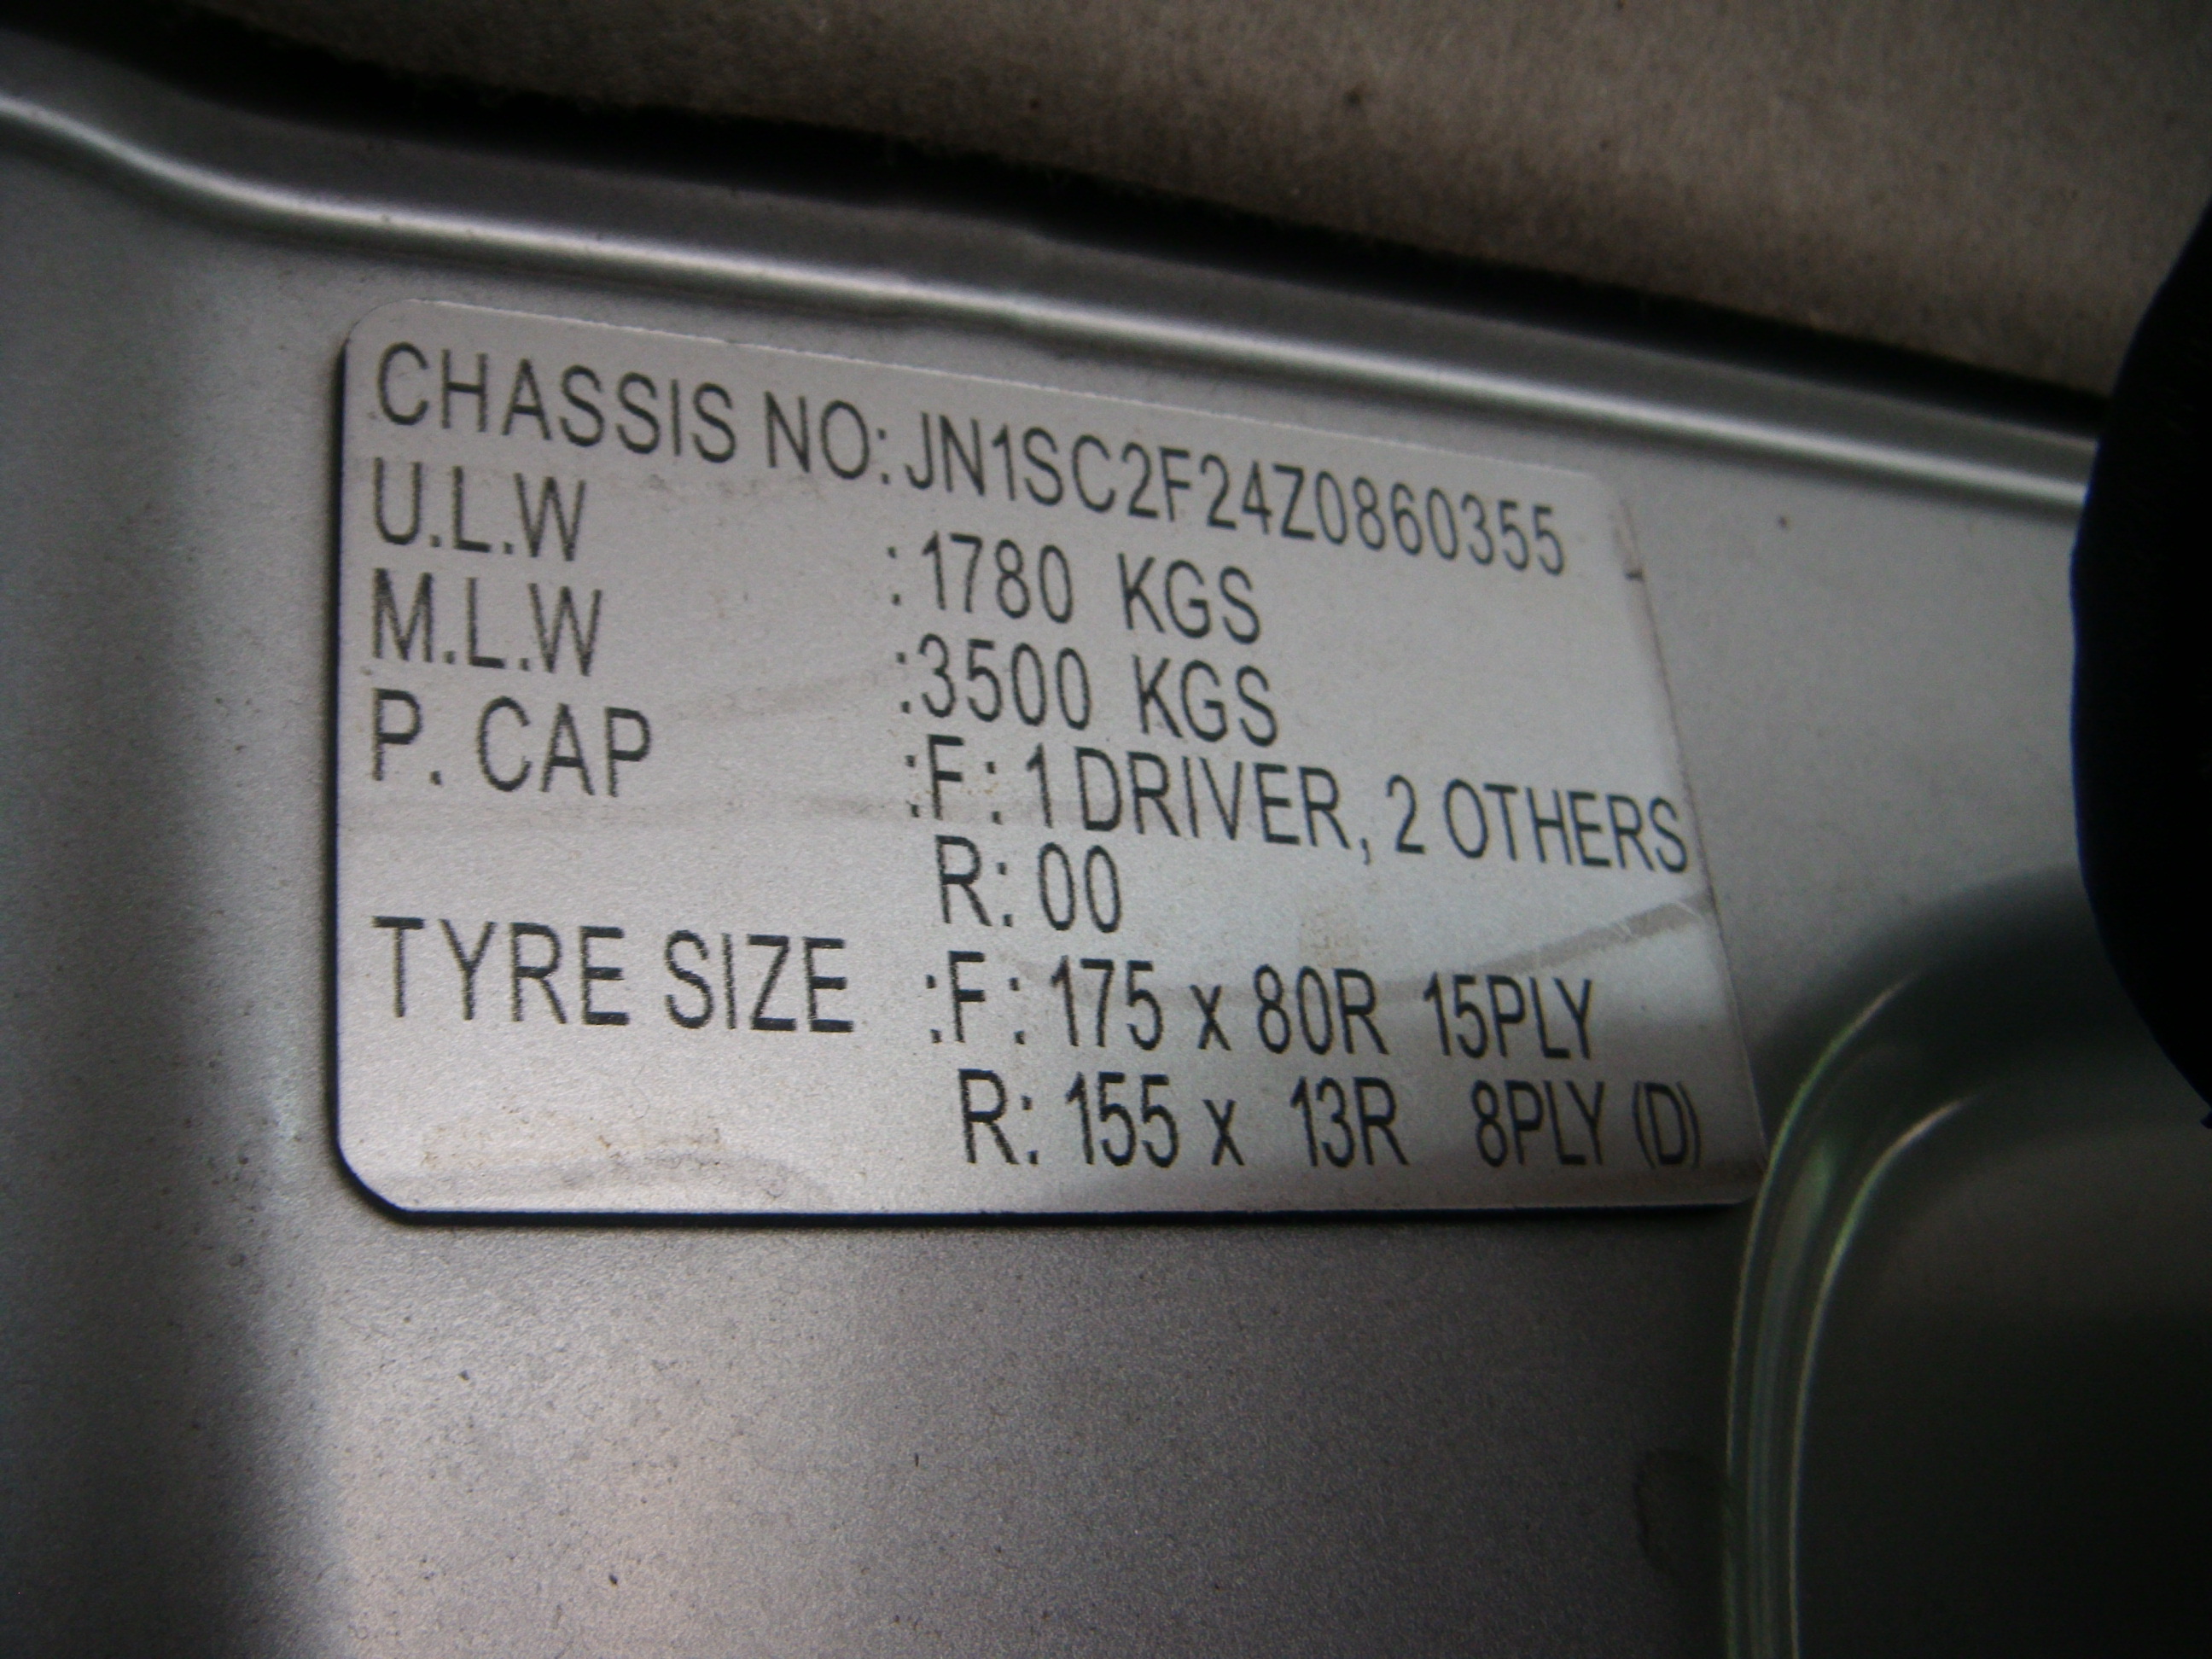 CHASSIS NO: JN1SC2F24Z0860355
U.L.W : 1780 KGS
M.L.W : 3500 KGS
P. CAP : F : 1 DRIVER, 2 OTHERS
R: 00
TYRE SIZE : F : 175 x 80R 15PLY
R: 155 x 13R 8PLY (D)